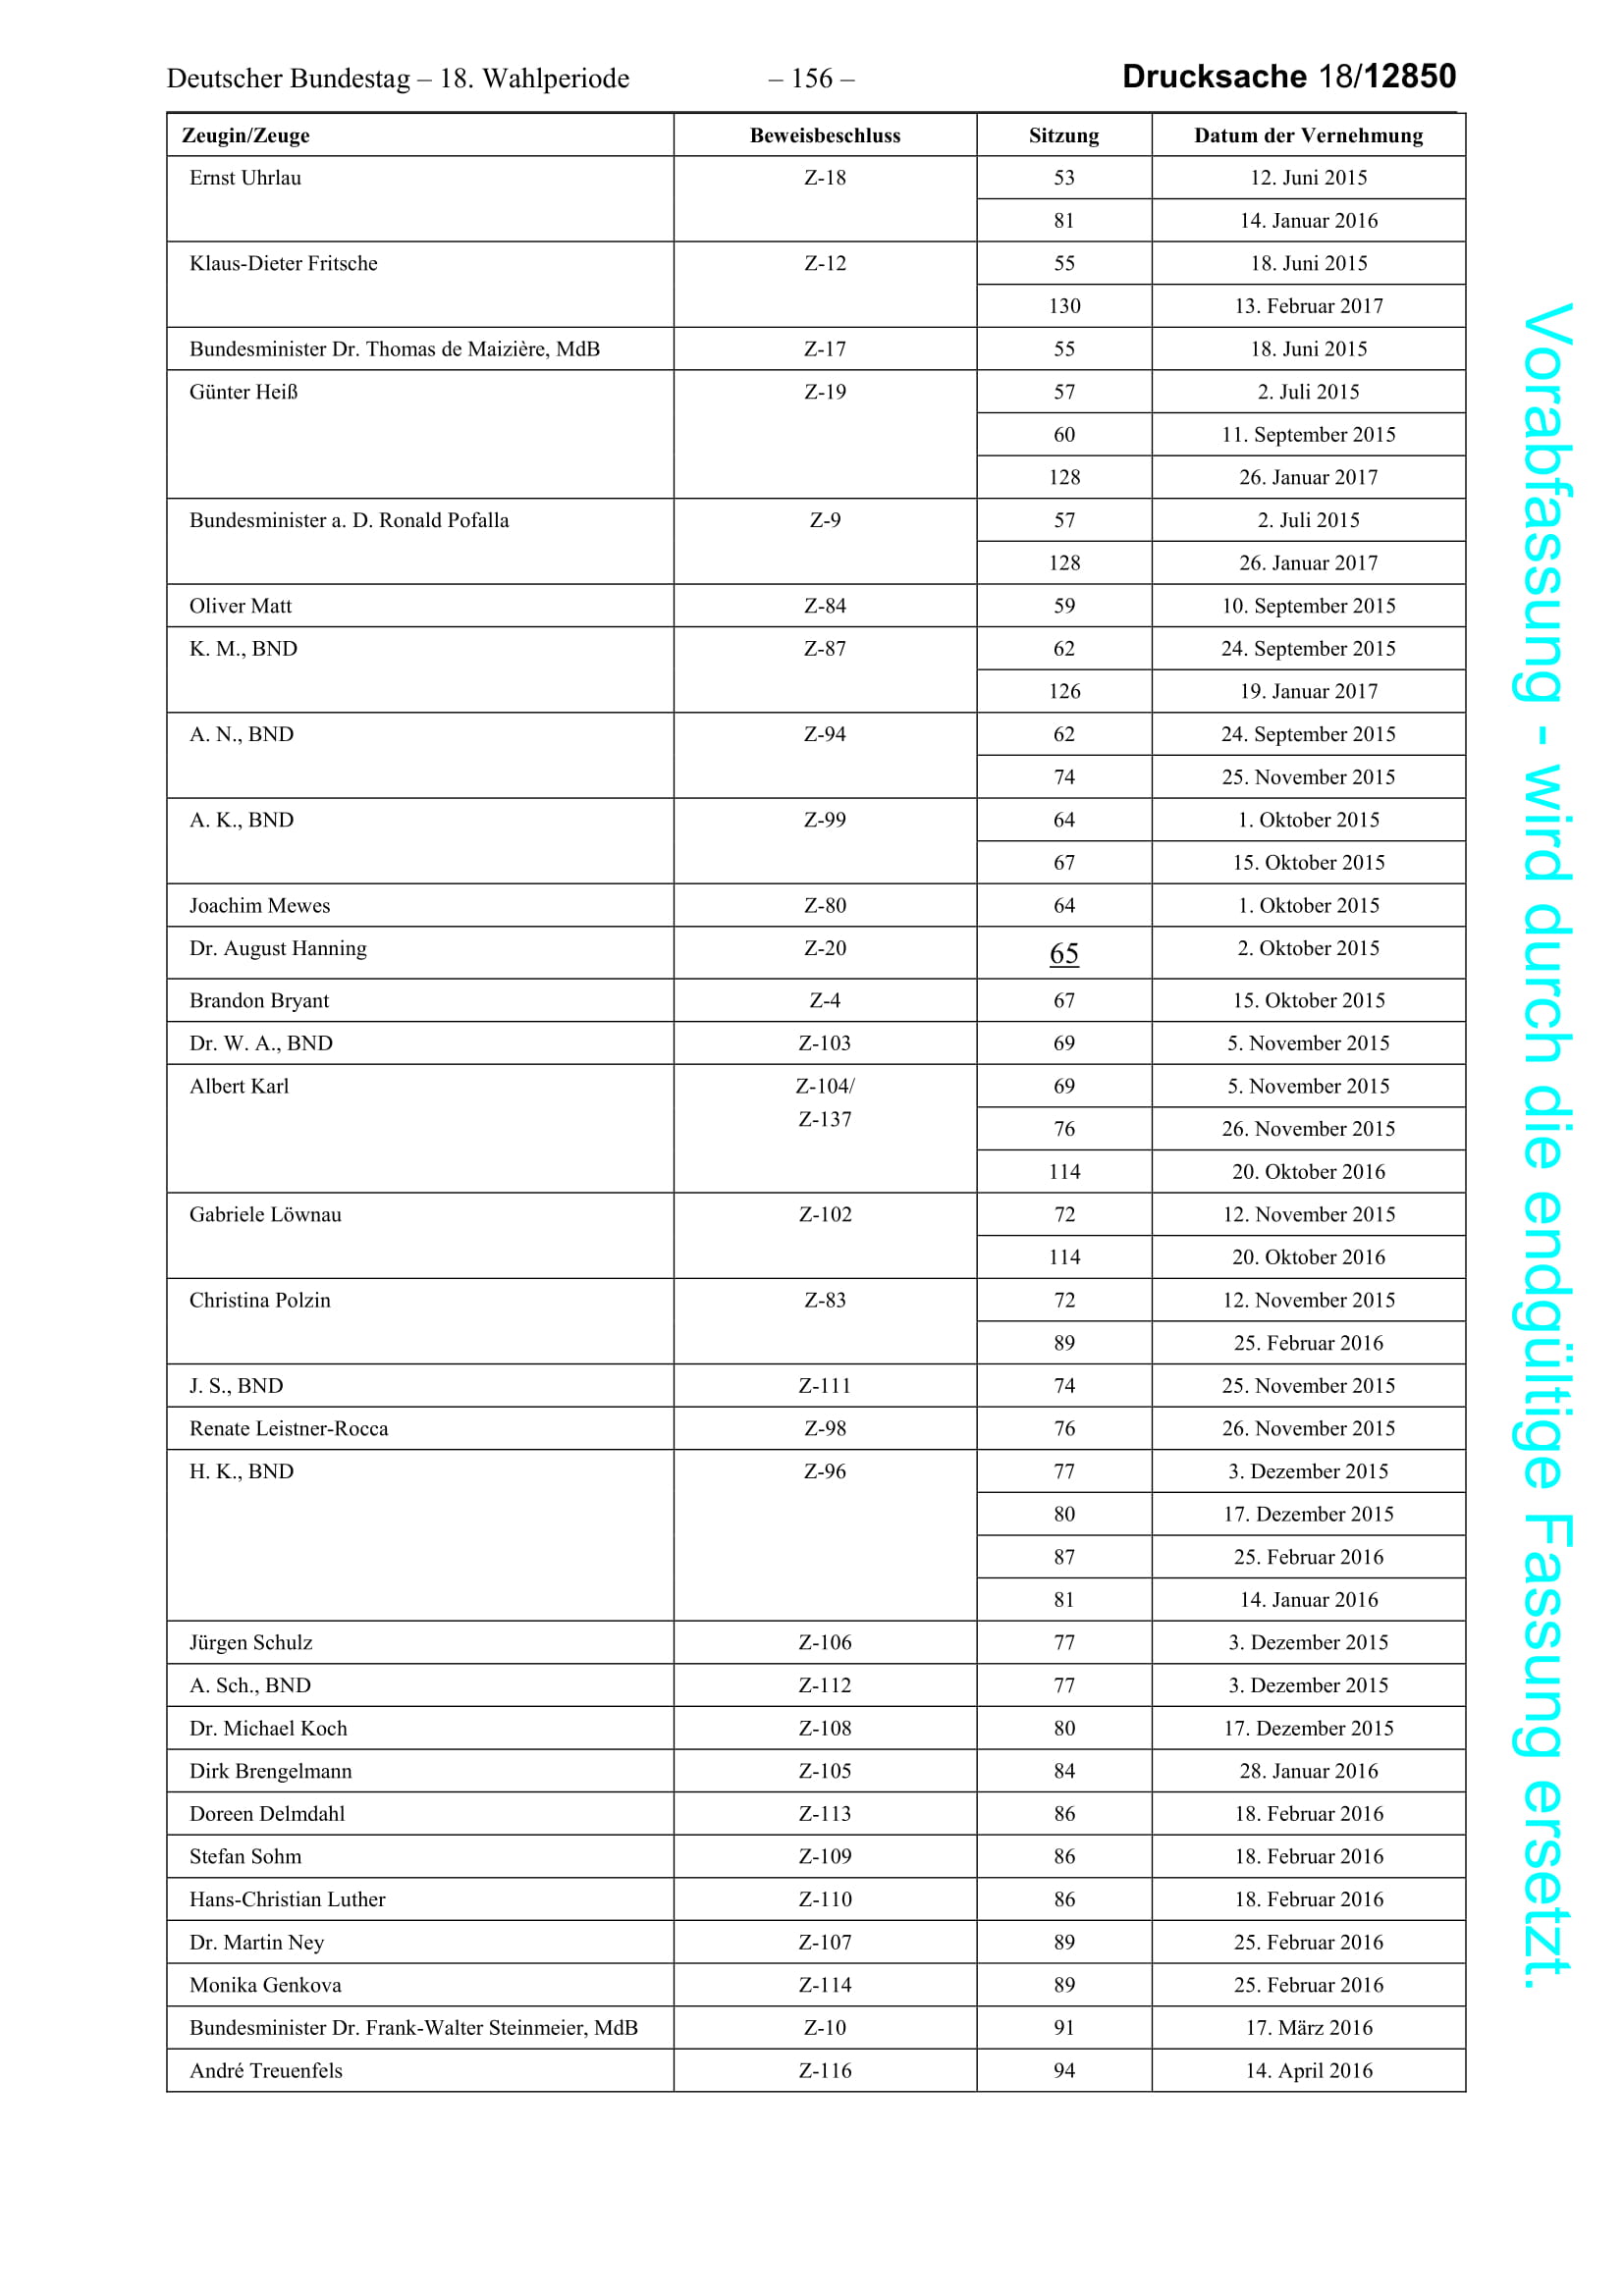 Deutscher Bundestag – 18. Wahlperiode – 156 – Drucksache 18/12850
Zeugin/Zeuge Beweisbeschluss Sitzung Datum der Vernehmung
Ernst Uhrlau Z-18 53 12. Juni 2015
81 14. Januar 2016
Klaus-Dieter Fritsche Z-12 55 18. Juni 2015
130 13. Februar 2017
Bundesminister Dr. Thomas de Maizière, MdB Z-17 55 18. Juni 2015
Günter Heiß Z-19 57 2. Juli 2015
60 11. September 2015
128 26. Januar 2017
Bundesminister a. D. Ronald Pofalla Z-9 57 2. Juli 2015
128 26. Januar 2017
Oliver Matt Z-84 59 10. September 2015
K. M., BND Z-87 62 24. September 2015
126 19. Januar 2017
A. N., BND Z-94 62 24. September 2015
74 25. November 2015
A. K., BND Z-99 64 1. Oktober 2015
67 15. Oktober 2015
Joachim Mewes Z-80 64 1. Oktober 2015
Dr. August Hanning Z-20 65 2. Oktober 2015
Brandon Bryant Z-4 67 15. Oktober 2015
Dr. W. A., BND Z-103 69 5. November 2015
Albert Karl Z-104/ 69 5. November 2015
Z-137 76 26. November 2015
114 20. Oktober 2016
Gabriele Löwnau Z-102 72 12. November 2015
114 20. Oktober 2016
Christina Polzin Z-83 72 12. November 2015
89 25. Februar 2016
J. S., BND Z-111 74 25. November 2015
Renate Leistner-Rocca Z-98 76 26. November 2015
H. K., BND Z-96 77 3. Dezember 2015
80 17. Dezember 2015
87 25. Februar 2016
81 14. Januar 2016
Jürgen Schulz Z-106 77 3. Dezember 2015
A. Sch., BND Z-112 77 3. Dezember 2015
Dr. Michael Koch Z-108 80 17. Dezember 2015
Dirk Brengelmann Z-105 84 28. Januar 2016
Doreen Delmdahl Z-113 86 18. Februar 2016
Stefan Sohm Z-109 86 18. Februar 2016
Hans-Christian Luther Z-110 86 18. Februar 2016
Dr. Martin Ney Z-107 89 25. Februar 2016
Monika Genkova Z-114 89 25. Februar 2016
Bundesminister Dr. Frank-Walter Steinmeier, MdB Z-10 91 17. März 2016
André Treuenfels Z-116 94 14. April 2016
Vorabfassung - wird durch die endgültige Fassung ersetzt.